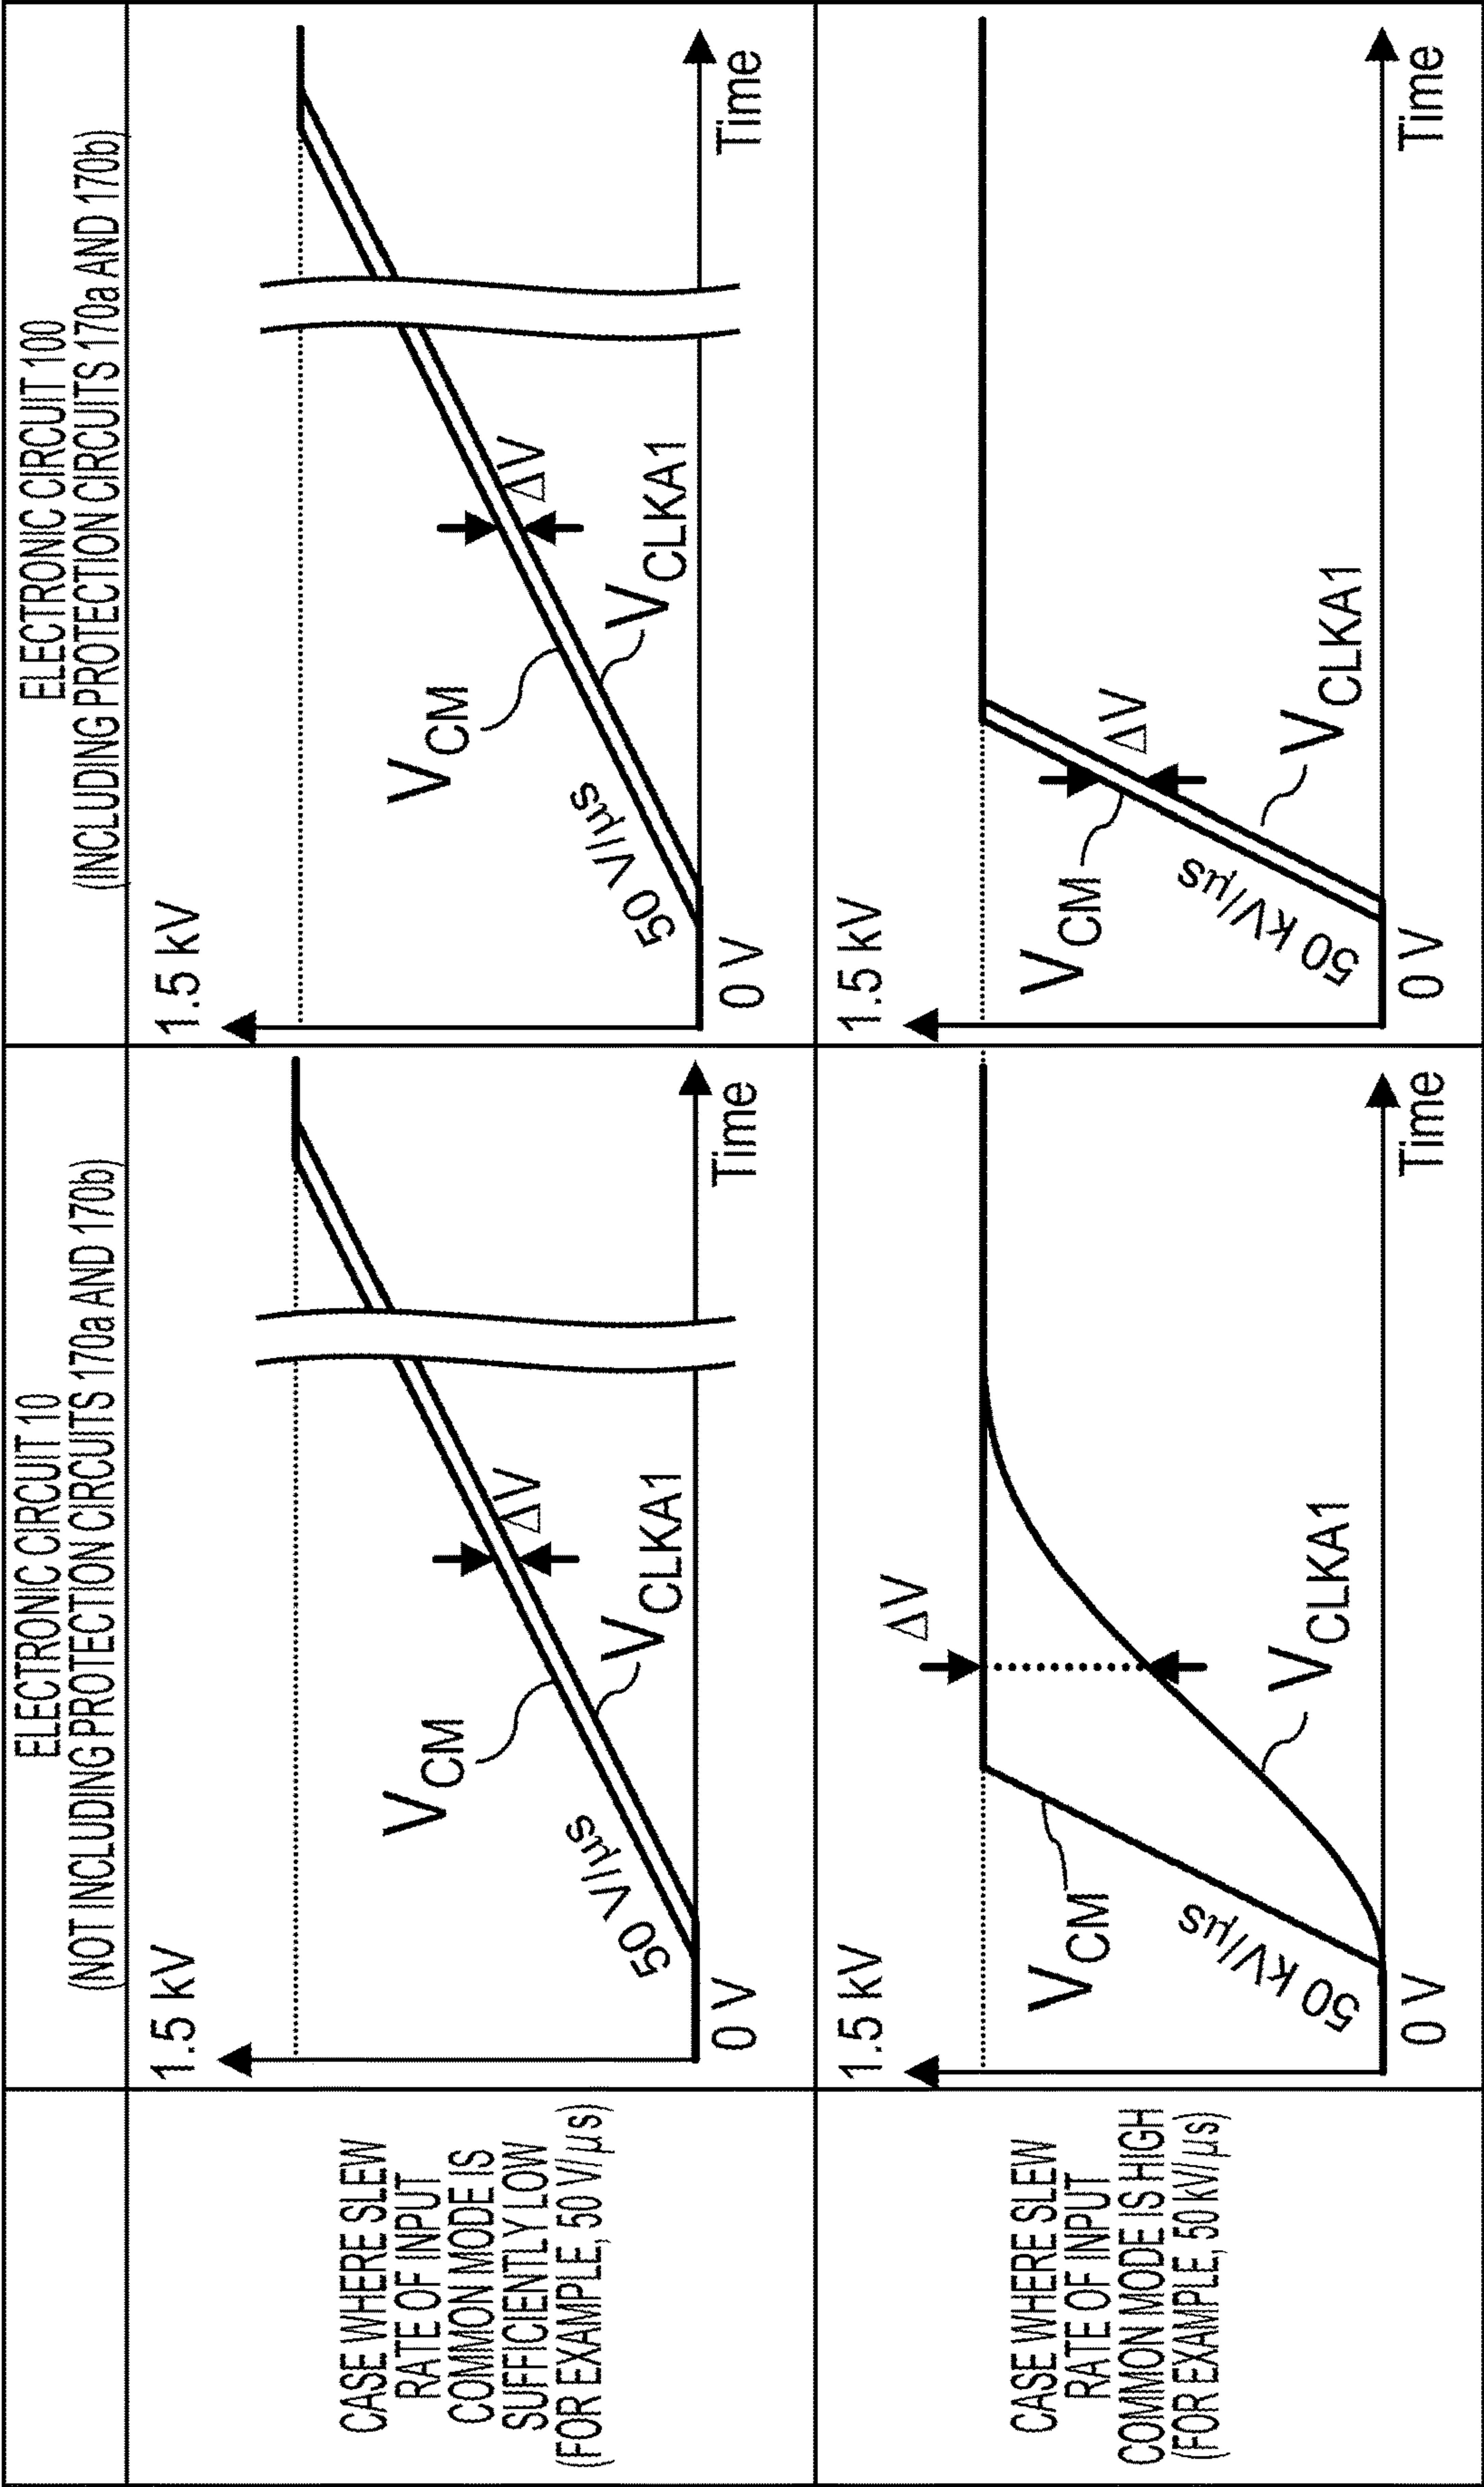 ELECTRONIC CIRCUIT 10
(NOT INCLUDING PROTECTION CIRCUITS 170a AND 170b)
ELECTRONIC CIRCUIT 100
(INCLUDING PROTECTION CIRCUITS 170a AND 170b)
CASE WHERE SLEW
RATE OF INPUT
COMMON MODE IS
SUFFICIENTLY LOW
(FOR EXAMPLE, 50 V/μs)
1.5 kV
VCM
50 V/μs
ΔV
VCLKA1
0 V
Time
1.5 kV
VCM
50 V/μs
ΔV
VCLKA1
0 V
Time
CASE WHERE SLEW
RATE OF INPUT
COMMON MODE IS HIGH
(FOR EXAMPLE, 50 kV/μs)
1.5 kV
ΔV
VCM
50 kV/μs
VCLKA1
0 V
Time
1.5 kV
VCM
50 kV/μs
ΔV
VCLKA1
0 V
Time